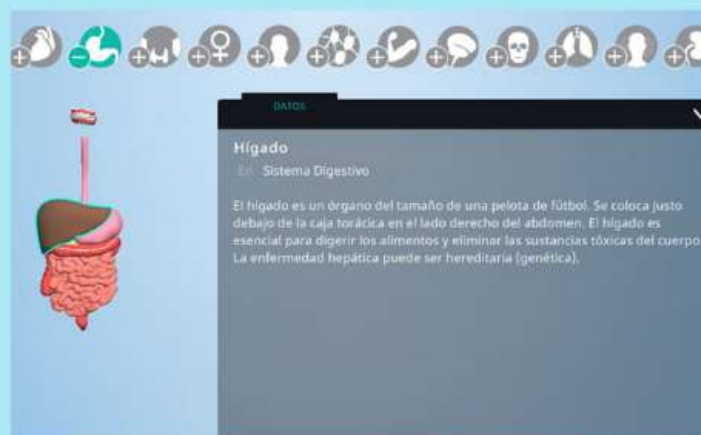 DATOS
Hígado
En Sistema Digestivo
El hígado es un órgano del tamaño de una pelota de fútbol. Se coloca justo
debajo de la caja torácica en el lado derecho del abdomen. El hígado es
esencial para digerir los alimentos y eliminar las sustancias tóxicas del cuerpo.
La enfermedad hepática puede ser hereditaria (genética).